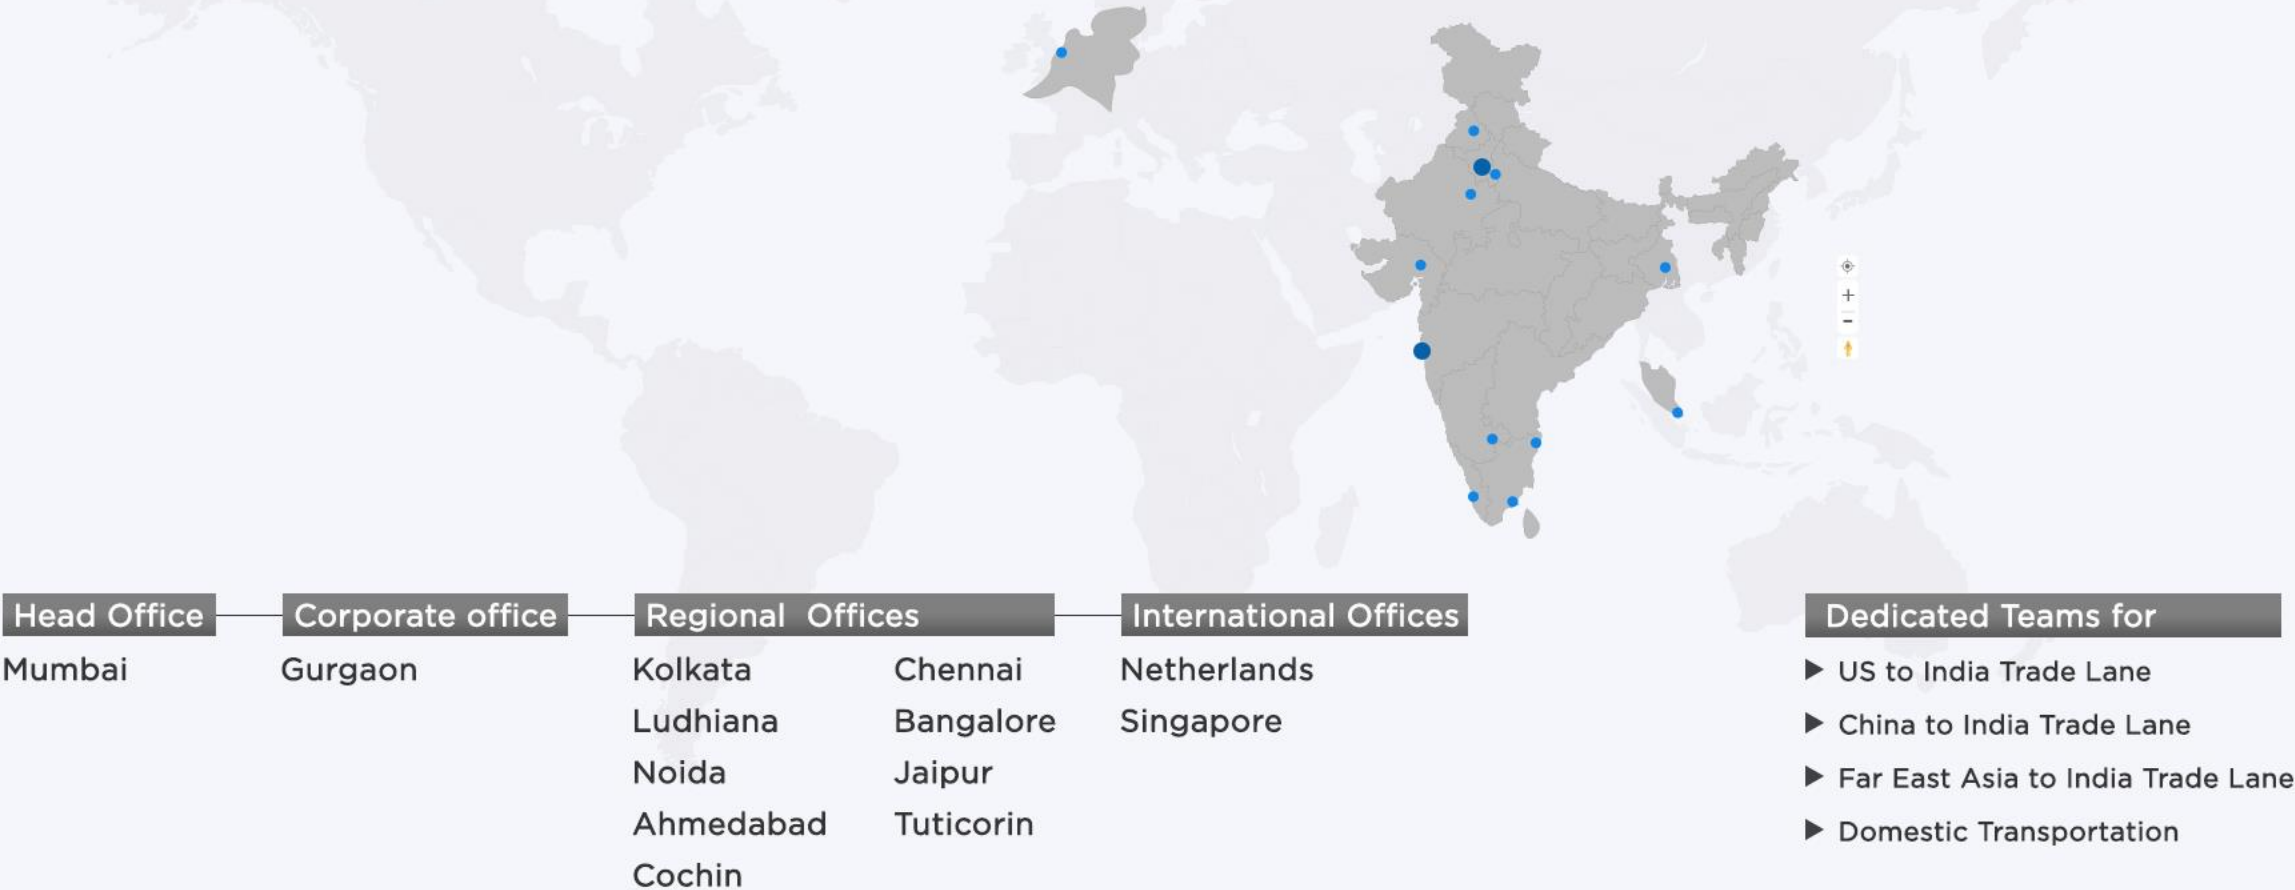 Head Office
Mumbai
Corporate office
Gurgaon
Regional Offices
Kolkata
Ludhiana
Noida
Ahmedabad
Cochin
Chennai
Bangalore
Jaipur
Tuticorin
International Offices
Netherlands
Singapore
Dedicated Teams for
US to India Trade Lane
China to India Trade Lane
Far East Asia to India Trade Lane
Domestic Transportation